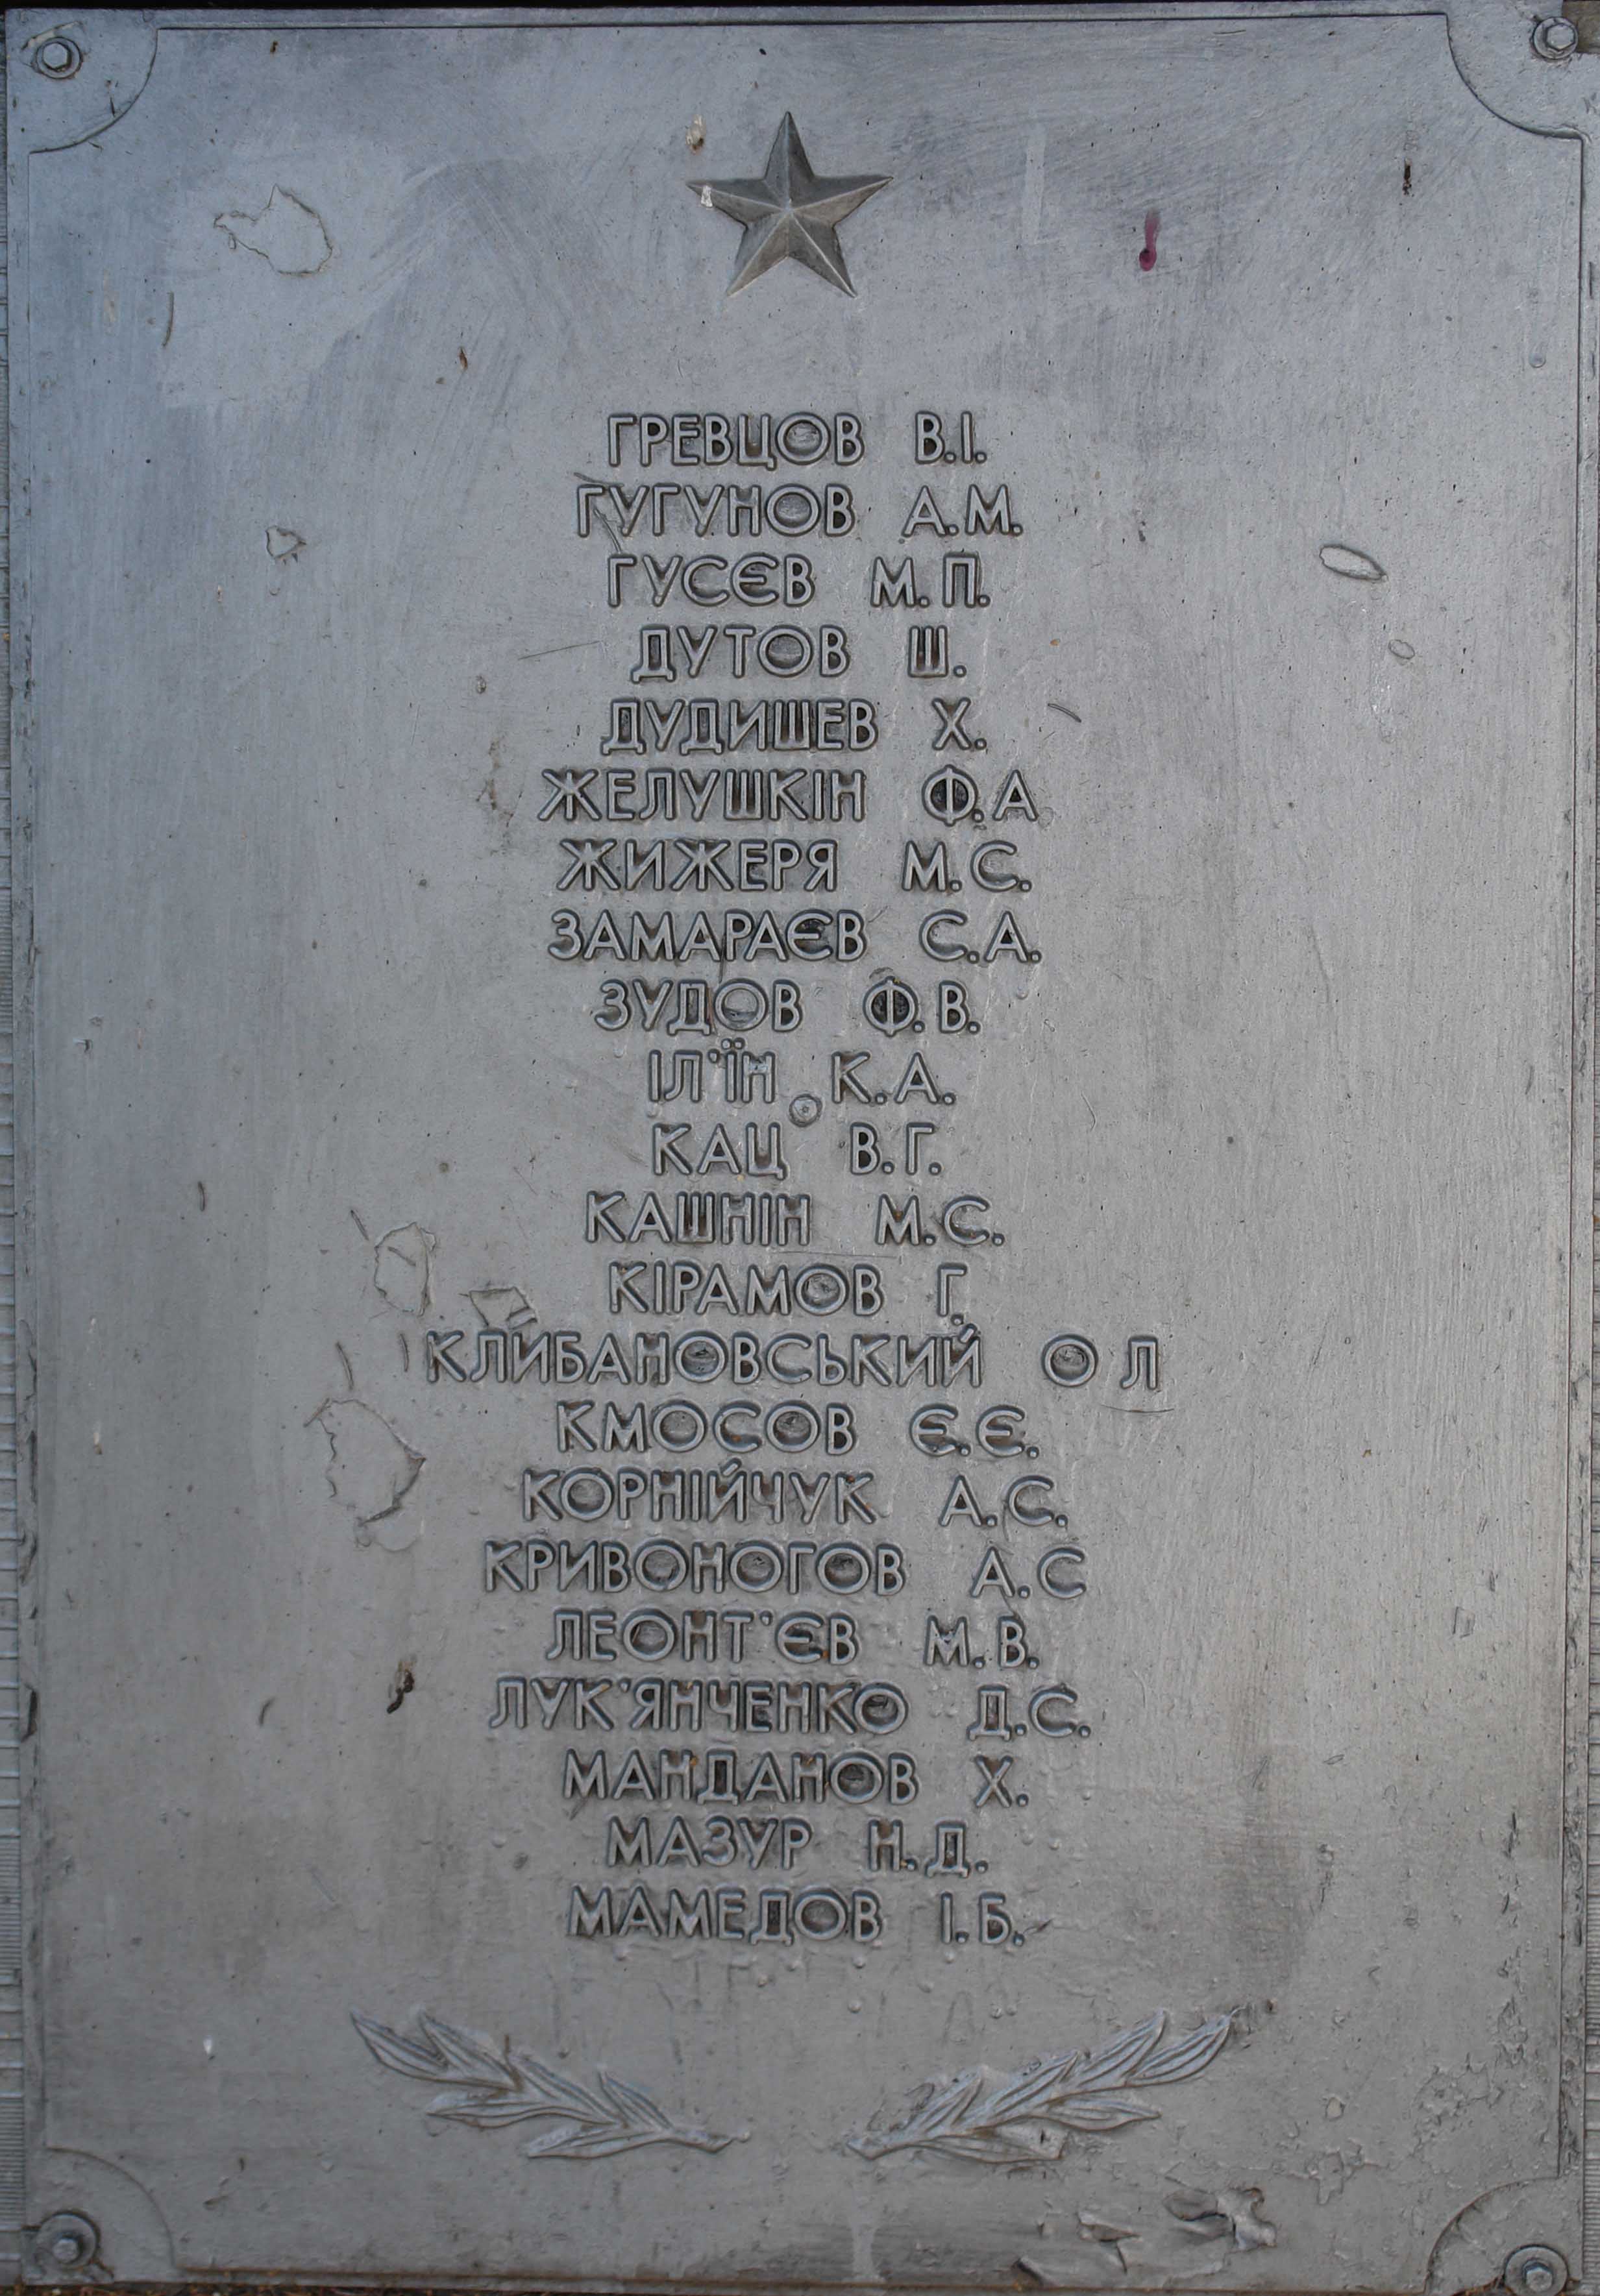 ГРЕВЦОВ В.І.
ГУГУНОВ А.М.
ГУСЄВ М.П.
ДУТОВ Ш.
ДУДИШЕВ Х.
ЖЕЛУШКІН Ф.А
ЖИЖЕРЯ М.С.
ЗАМАРАЄВ С.А.
ЗУДОВ Ф.В.
ІЛ'ЇН К.А.
КАЦ В.Г.
КАШНІН М.С.
КІРАМОВ Г.
КЛИБАНОВСЬКИЙ О Л
КМОСОВ Є.Є.
КОРНІЙЧУК А.С.
КРИВОНОГОВ А.С
ЛЕОНТ'ЄВ М.В.
ЛУК'ЯНЧЕНКО Д.С.
МАНДАНОВ Х.
МАЗУР Н.Д.
МАМЕДОВ І.Б.